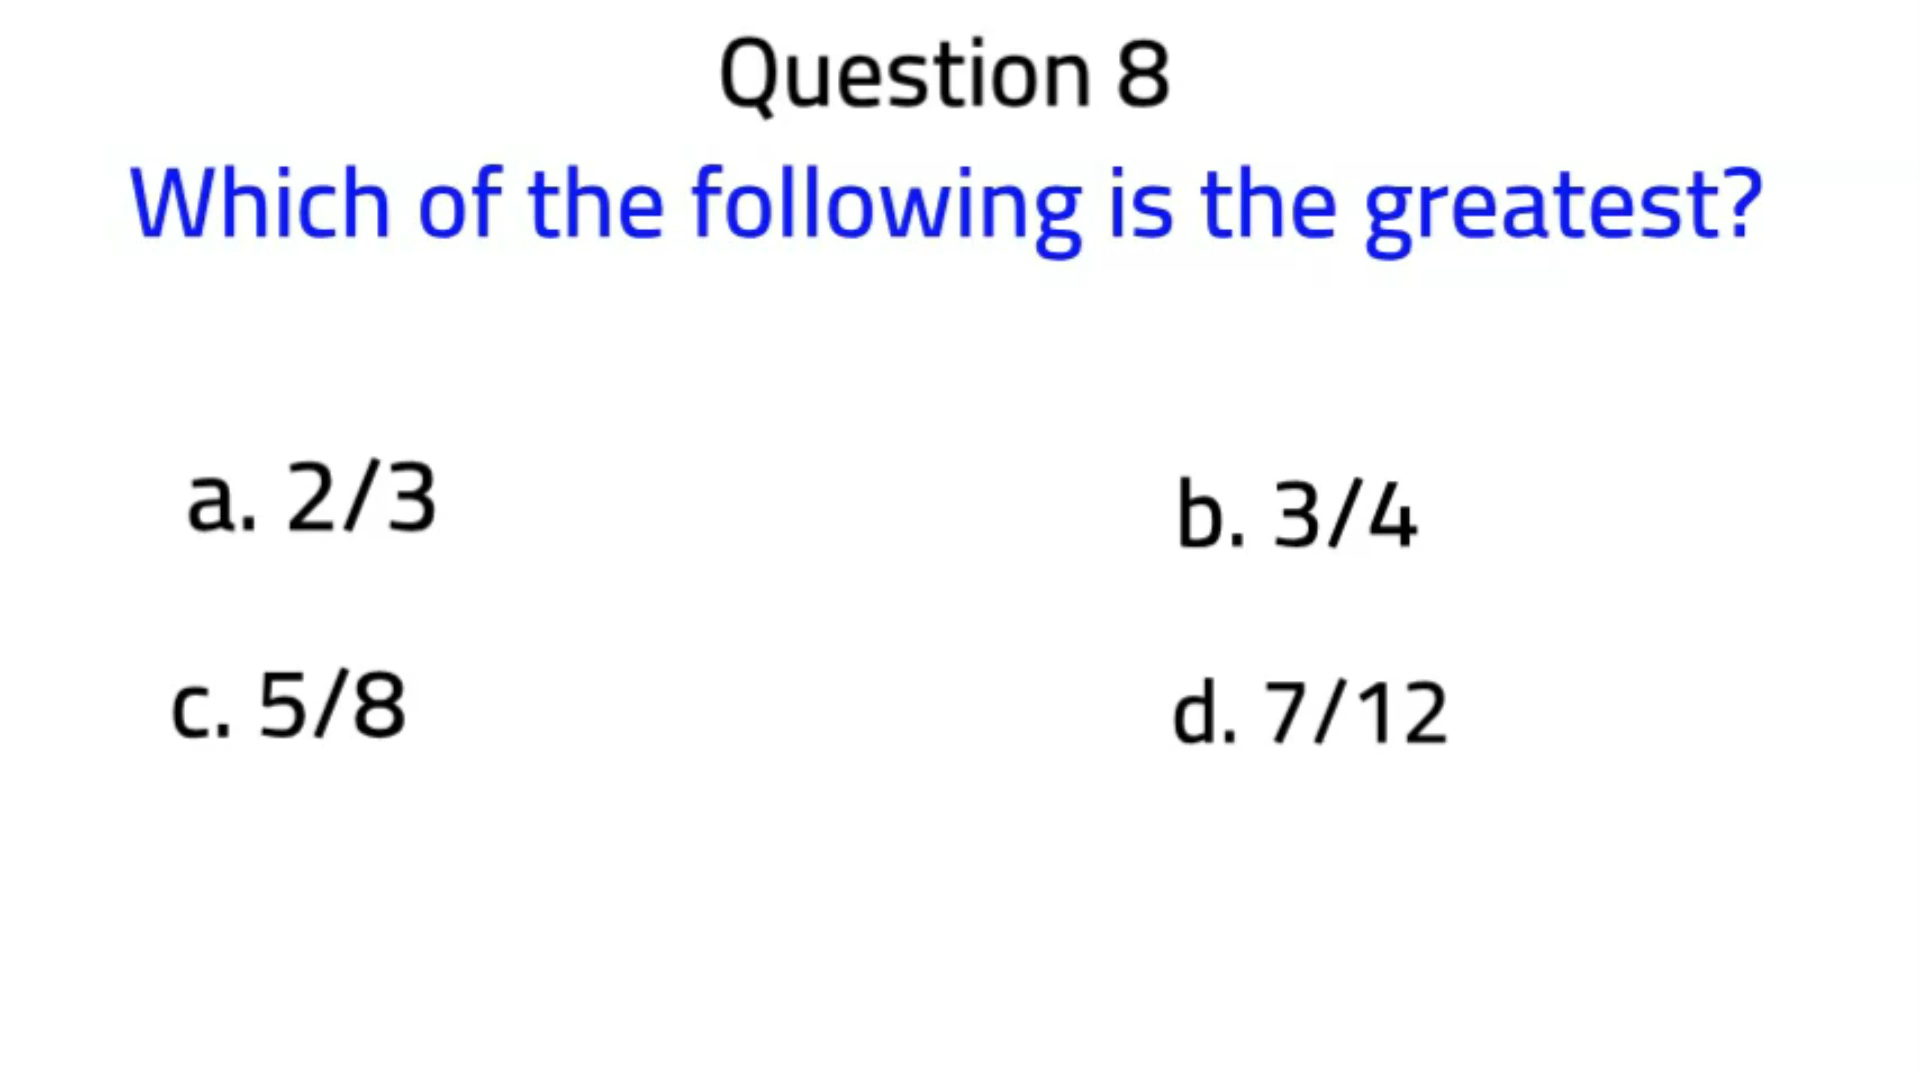 Question 8
Which of the following is the greatest?
a. 2/3
b. 3/4
c. 5/8
d. 7/12